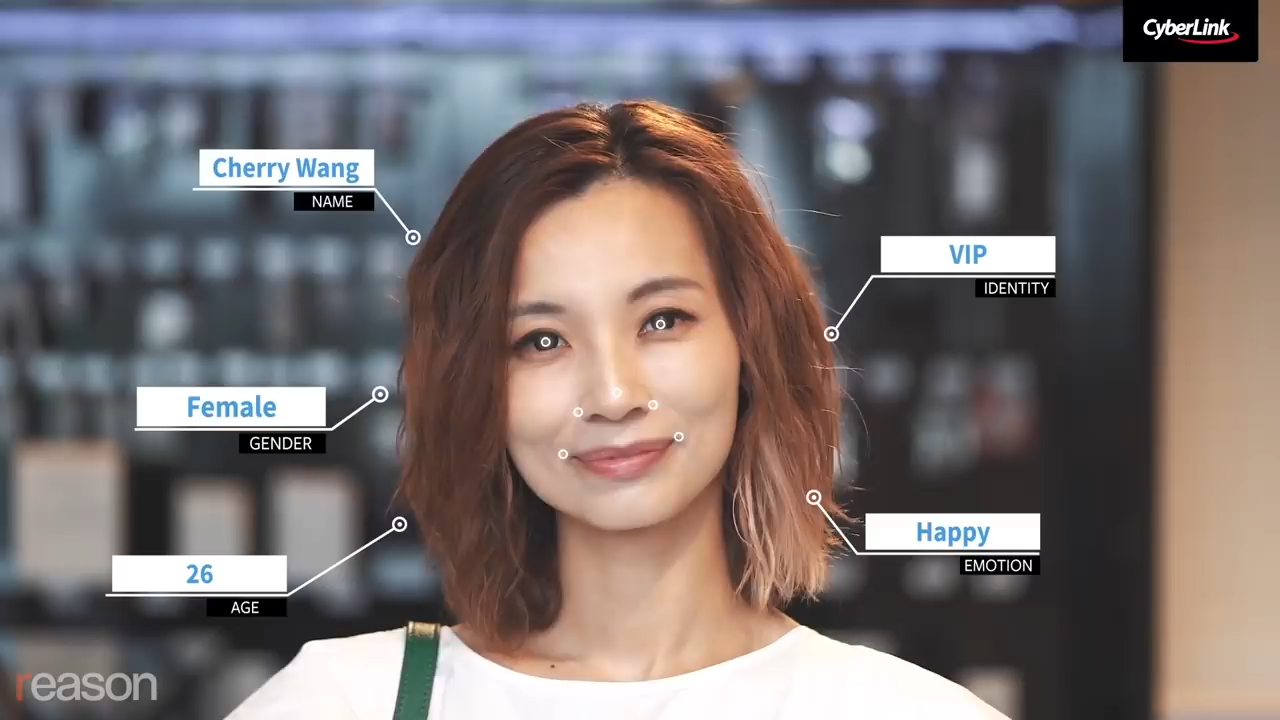 CyberLink
Cherry Wang
NAME
VIP
IDENTITY
Female
GENDER
Happy
EMOTION
26
AGE
reason